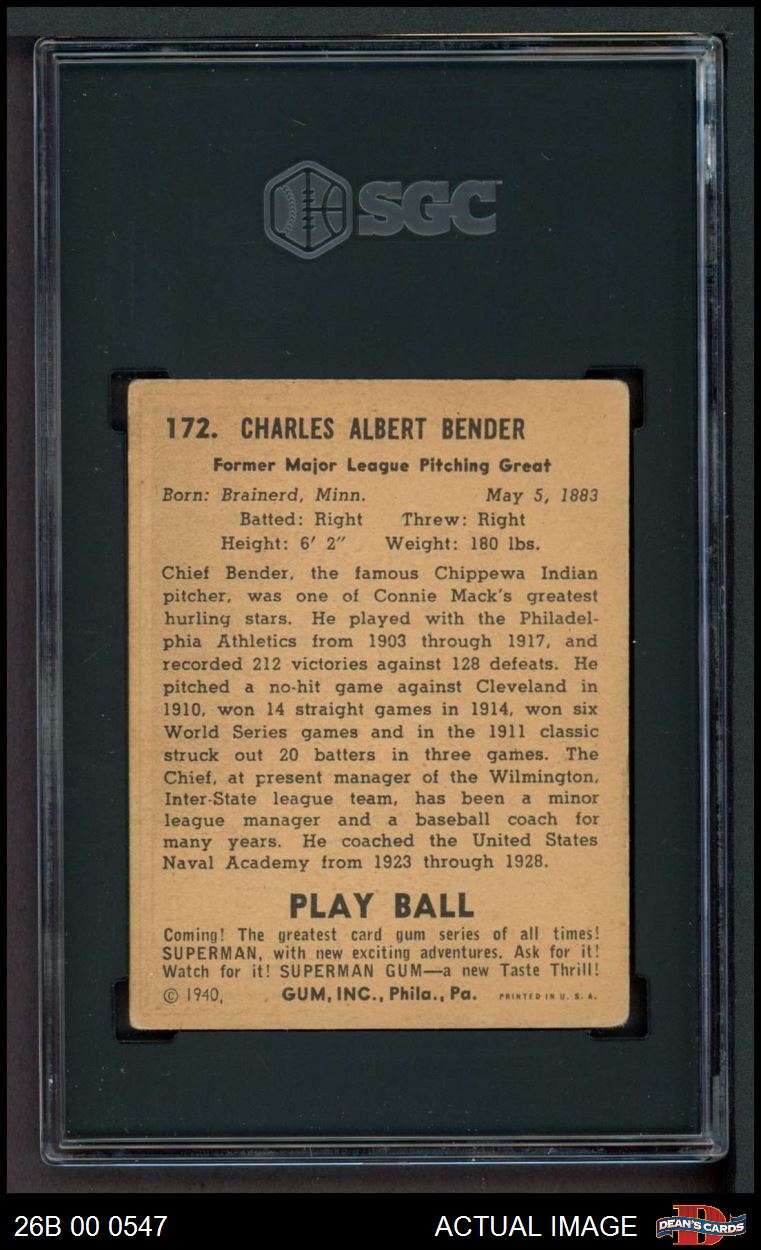 SGC
172. CHARLES ALBERT BENDER
Former Major League Pitching Great
Born: Brainerd, Minn. May 5, 1883
Batted: Right Threw: Right
Height: 6′ 2″ Weight: 180 lbs.
Chief Bender, the famous Chippewa Indian
pitcher, was one of Connie Mack's greatest
hurling stars. He played with the Philadel-
phia Athletics from 1903 through 1917, and
recorded 212 victories against 128 defeats. He
pitched a no-hit game against Cleveland in
1910, won 14 straight games in 1914, won six
World Series games and in the 1911 classic
struck out 20 batters in three games. The
Chief, at present manager of the Wilmington,
Inter-State league team, has been a minor
league manager and a baseball coach for
many years. He coached the United States
Naval Academy from 1923 through 1928.
PLAY BALL
Coming! The greatest card gum series of all times!
SUPERMAN, with new exciting adventures. Ask for it!
Watch for it! SUPERMAN GUM—a new Taste Thrill!
© 1940, GUM, INC., Phila., Pa. PRINTED IN U. S. A.
26B 00 0547 ACTUAL IMAGE DEAN'S CARDS